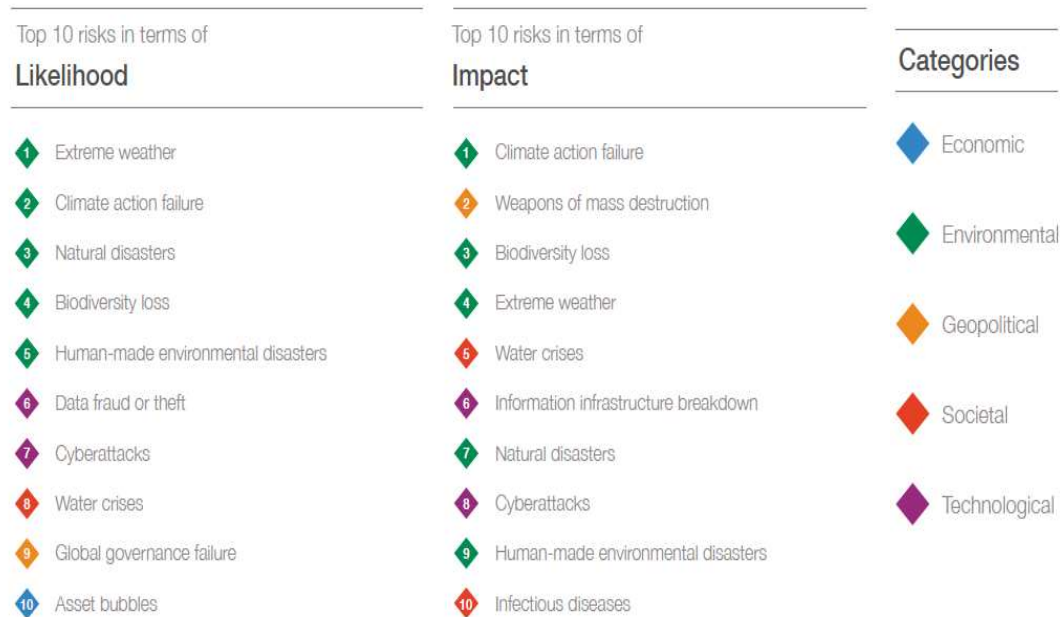 Top 10 risks in terms of
Likelihood
1 Extreme weather
2 Climate action failure
3 Natural disasters
4 Biodiversity loss
5 Human-made environmental disasters
6 Data fraud or theft
7 Cyberattacks
8 Water crises
9 Global governance failure
10 Asset bubbles
Top 10 risks in terms of
Impact
1 Climate action failure
2 Weapons of mass destruction
3 Biodiversity loss
4 Extreme weather
5 Water crises
6 Information infrastructure breakdown
7 Natural disasters
8 Cyberattacks
9 Human-made environmental disasters
10 Infectious diseases
Categories
Economic
Environmental
Geopolitical
Societal
Technological